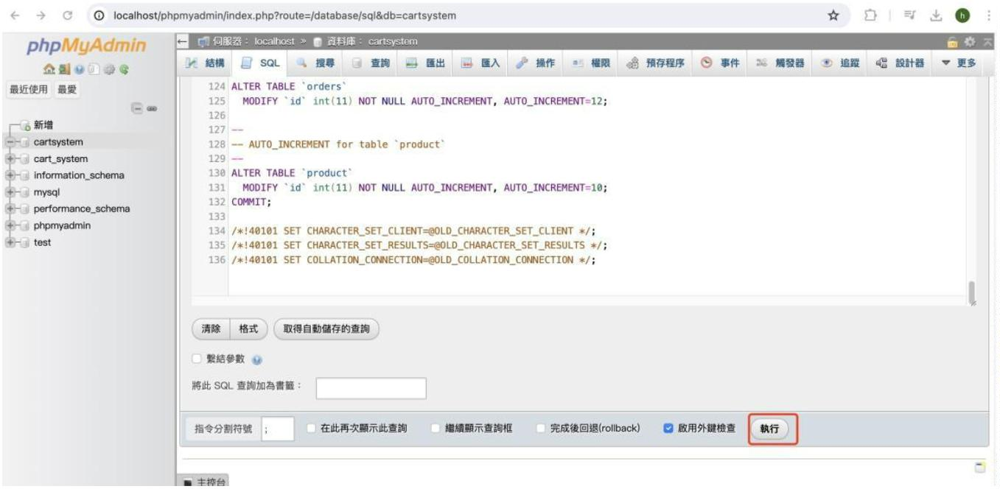 localhost/phpmyadmin/index.php?route=/database/sql&db=cartsystem
h
phpMyAdmin
最近使用 最愛
新增
cartsystem
cart_system
information_schema
mysql
performance_schema
phpmyadmin
test
伺服器： localhost » 資料庫： cartsystem
結構 SQL 搜尋 查詢 匯出 匯入 操作 權限 預存程序 事件 觸發器 追蹤 設計器 更多
124 ALTER TABLE `orders`
125 MODIFY `id` int(11) NOT NULL AUTO_INCREMENT, AUTO_INCREMENT=12;
126
127 --
128 -- AUTO_INCREMENT for table `product`
129 --
130 ALTER TABLE `product`
131 MODIFY `id` int(11) NOT NULL AUTO_INCREMENT, AUTO_INCREMENT=10;
132 COMMIT;
133
134 /*!40101 SET CHARACTER_SET_CLIENT=@OLD_CHARACTER_SET_CLIENT */;
135 /*!40101 SET CHARACTER_SET_RESULTS=@OLD_CHARACTER_SET_RESULTS */;
136 /*!40101 SET COLLATION_CONNECTION=@OLD_COLLATION_CONNECTION */;
清除 格式 取得自動儲存的查詢
繫結參數
將此 SQL 查詢加為書籤：
指令分割符號 ; 在此再次顯示此查詢 繼續顯示查詢框 完成後回退(rollback) 啟用外鍵檢查 執行
主控台